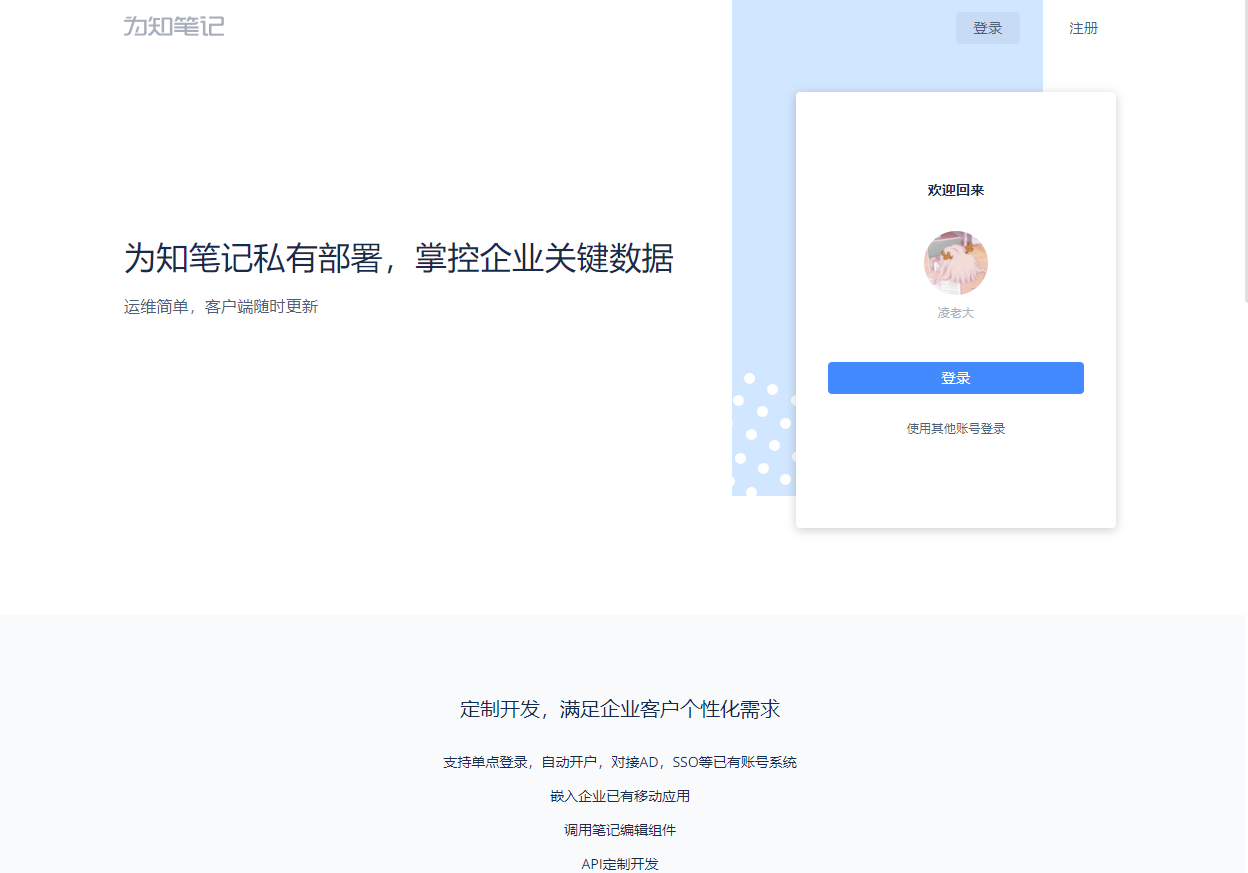 为知笔记
登录
注册
欢迎回来
为知笔记私有部署，掌控企业关键数据
运维简单，客户端随时更新
凌老大
登录
使用其他账号登录
定制开发，满足企业客户个性化需求
支持单点登录，自动开户，对接AD，SSO等已有账号系统
嵌入企业已有移动应用
调用笔记编辑组件
API定制开发